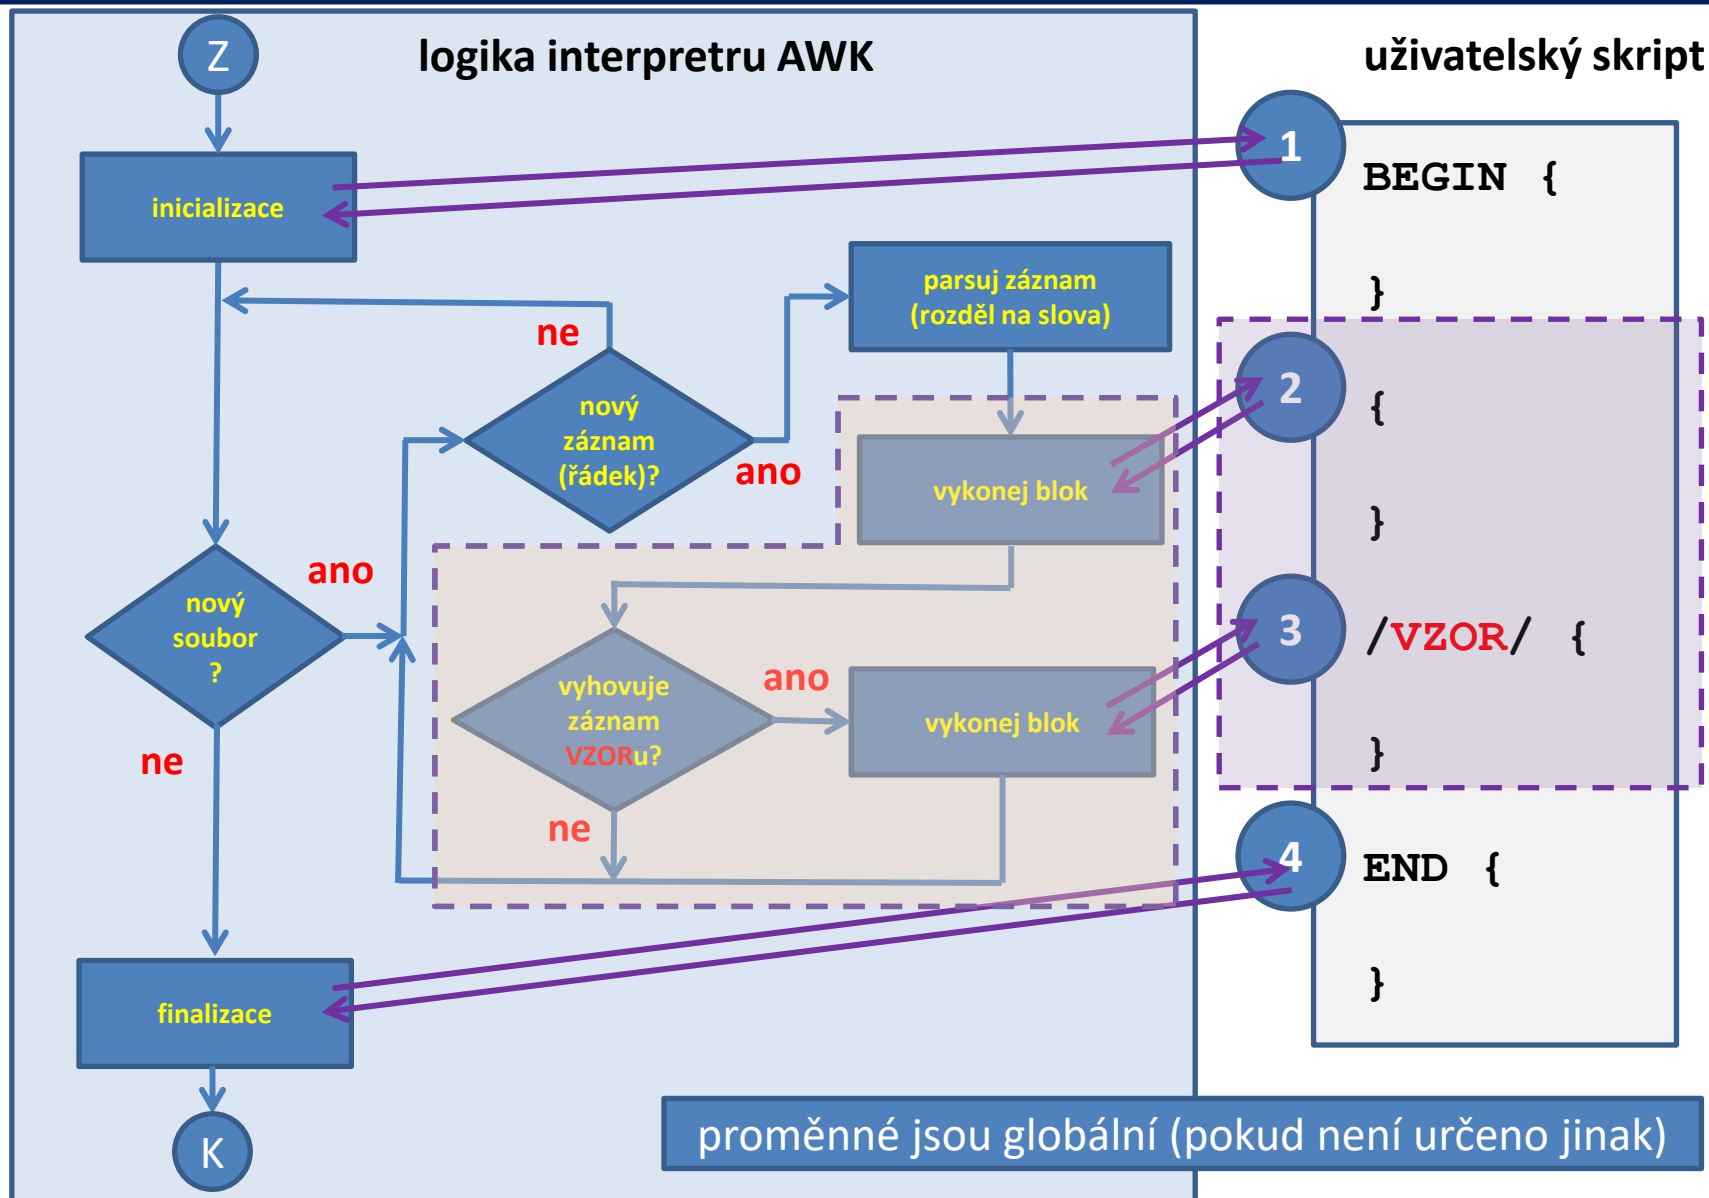 Z
logika interpretru AWK
uživatelský skript
1
BEGIN {
}
inicializace
parsuj záznam
(rozděl na slova)
ne
nový
záznam
(řádek)?
ano
2
{
}
vykonej blok
nový
soubor
?
ano
ne
3
/VZOR/ {
}
vyhovuje
záznam
VZORu?
ano
ne
vykonej blok
4
END {
}
finalizace
K
proměnné jsou globální (pokud není určeno jinak)